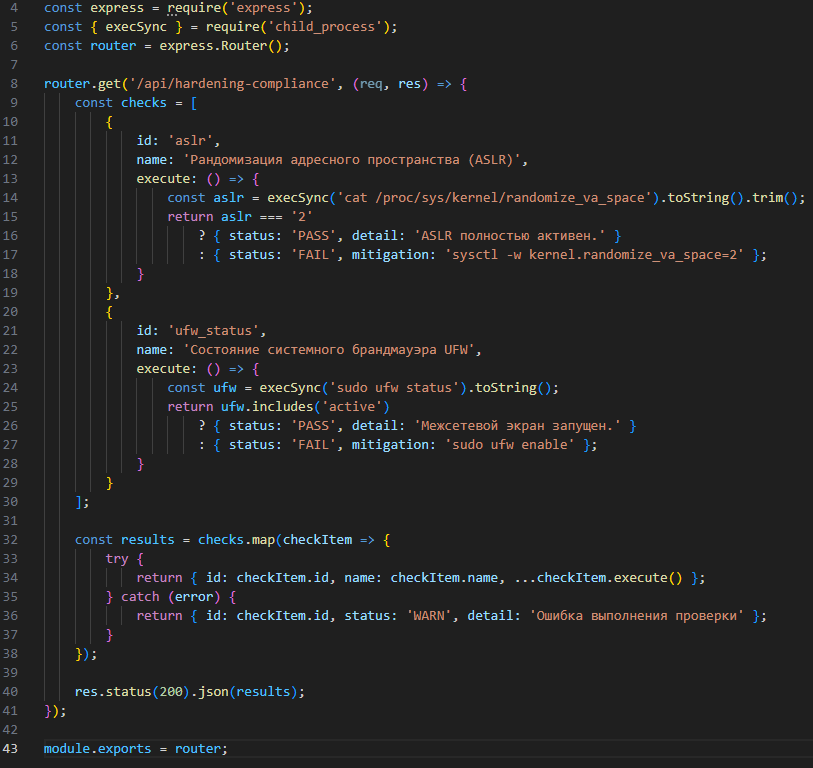 4 const express = require('express');
5 const { execSync } = require('child_process');
6 const router = express.Router();
7
8 router.get('/api/hardening-compliance', (req, res) => {
9     const checks = [
10         {
11             id: 'aslr',
12             name: 'Рандомизация адресного пространства (ASLR)',
13             execute: () => {
14                 const aslr = execSync('cat /proc/sys/kernel/randomize_va_space').toString().trim();
15                 return aslr === '2'
16                     ? { status: 'PASS', detail: 'ASLR полностью активен.' }
17                     : { status: 'FAIL', mitigation: 'sysctl -w kernel.randomize_va_space=2' };
18             }
19         },
20         {
21             id: 'ufw_status',
22             name: 'Состояние системного брандмауэра UFW',
23             execute: () => {
24                 const ufw = execSync('sudo ufw status').toString();
25                 return ufw.includes('active')
26                     ? { status: 'PASS', detail: 'Межсетевой экран запущен.' }
27                     : { status: 'FAIL', mitigation: 'sudo ufw enable' };
28             }
29         }
30     ];
31
32     const results = checks.map(checkItem => {
33         try {
34             return { id: checkItem.id, name: checkItem.name, ...checkItem.execute() };
35         } catch (error) {
36             return { id: checkItem.id, status: 'WARN', detail: 'Ошибка выполнения проверки' };
37         }
38     });
39
40     res.status(200).json(results);
41 });
42
43 module.exports = router;